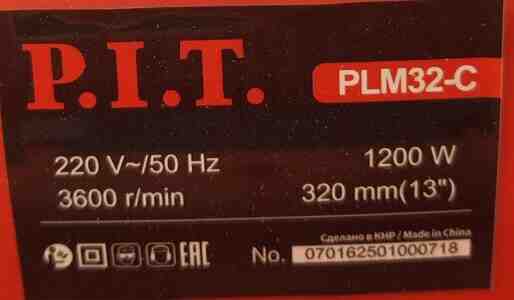 P.I.T.
PLM32-C
220 V~/50 Hz
1200 W
3600 r/min
320 mm(13")
Сделано в КНР / Made in China
EAC
No. 070162501000718